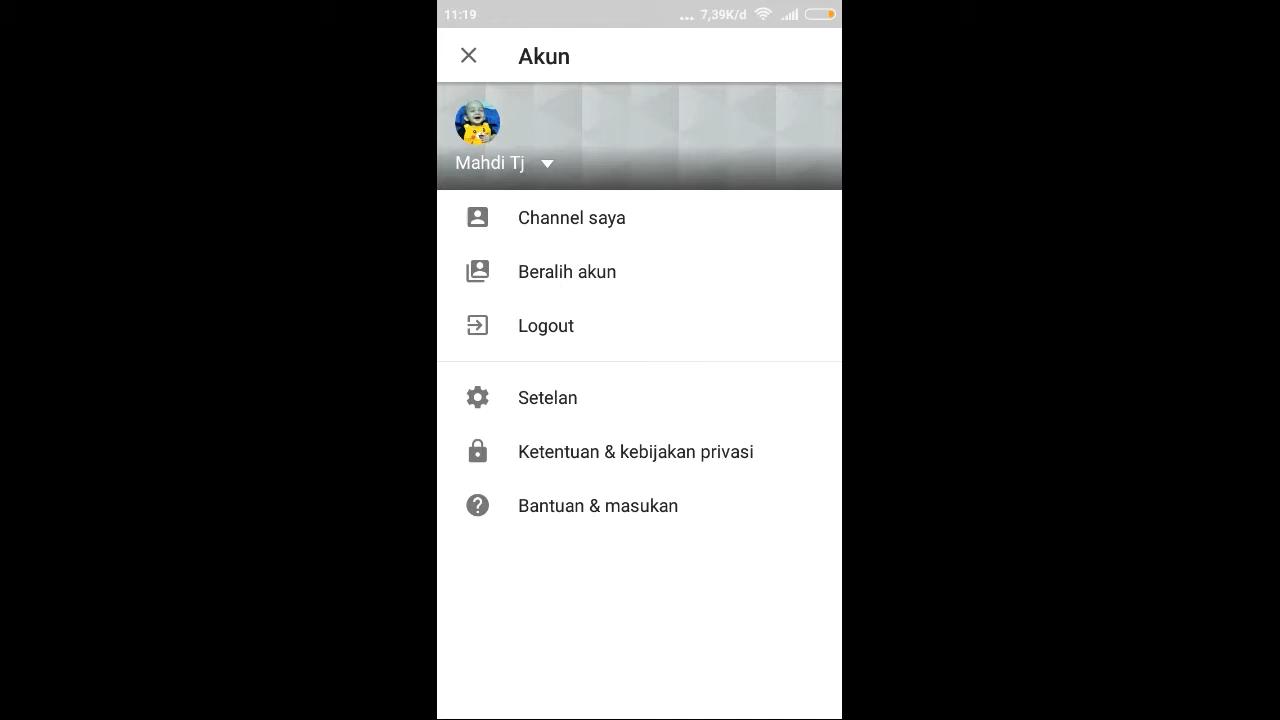 11:19 ... 7,39K/d
Akun
Mahdi Tj
Channel saya
Beralih akun
Logout
Setelan
Ketentuan & kebijakan privasi
Bantuan & masukan